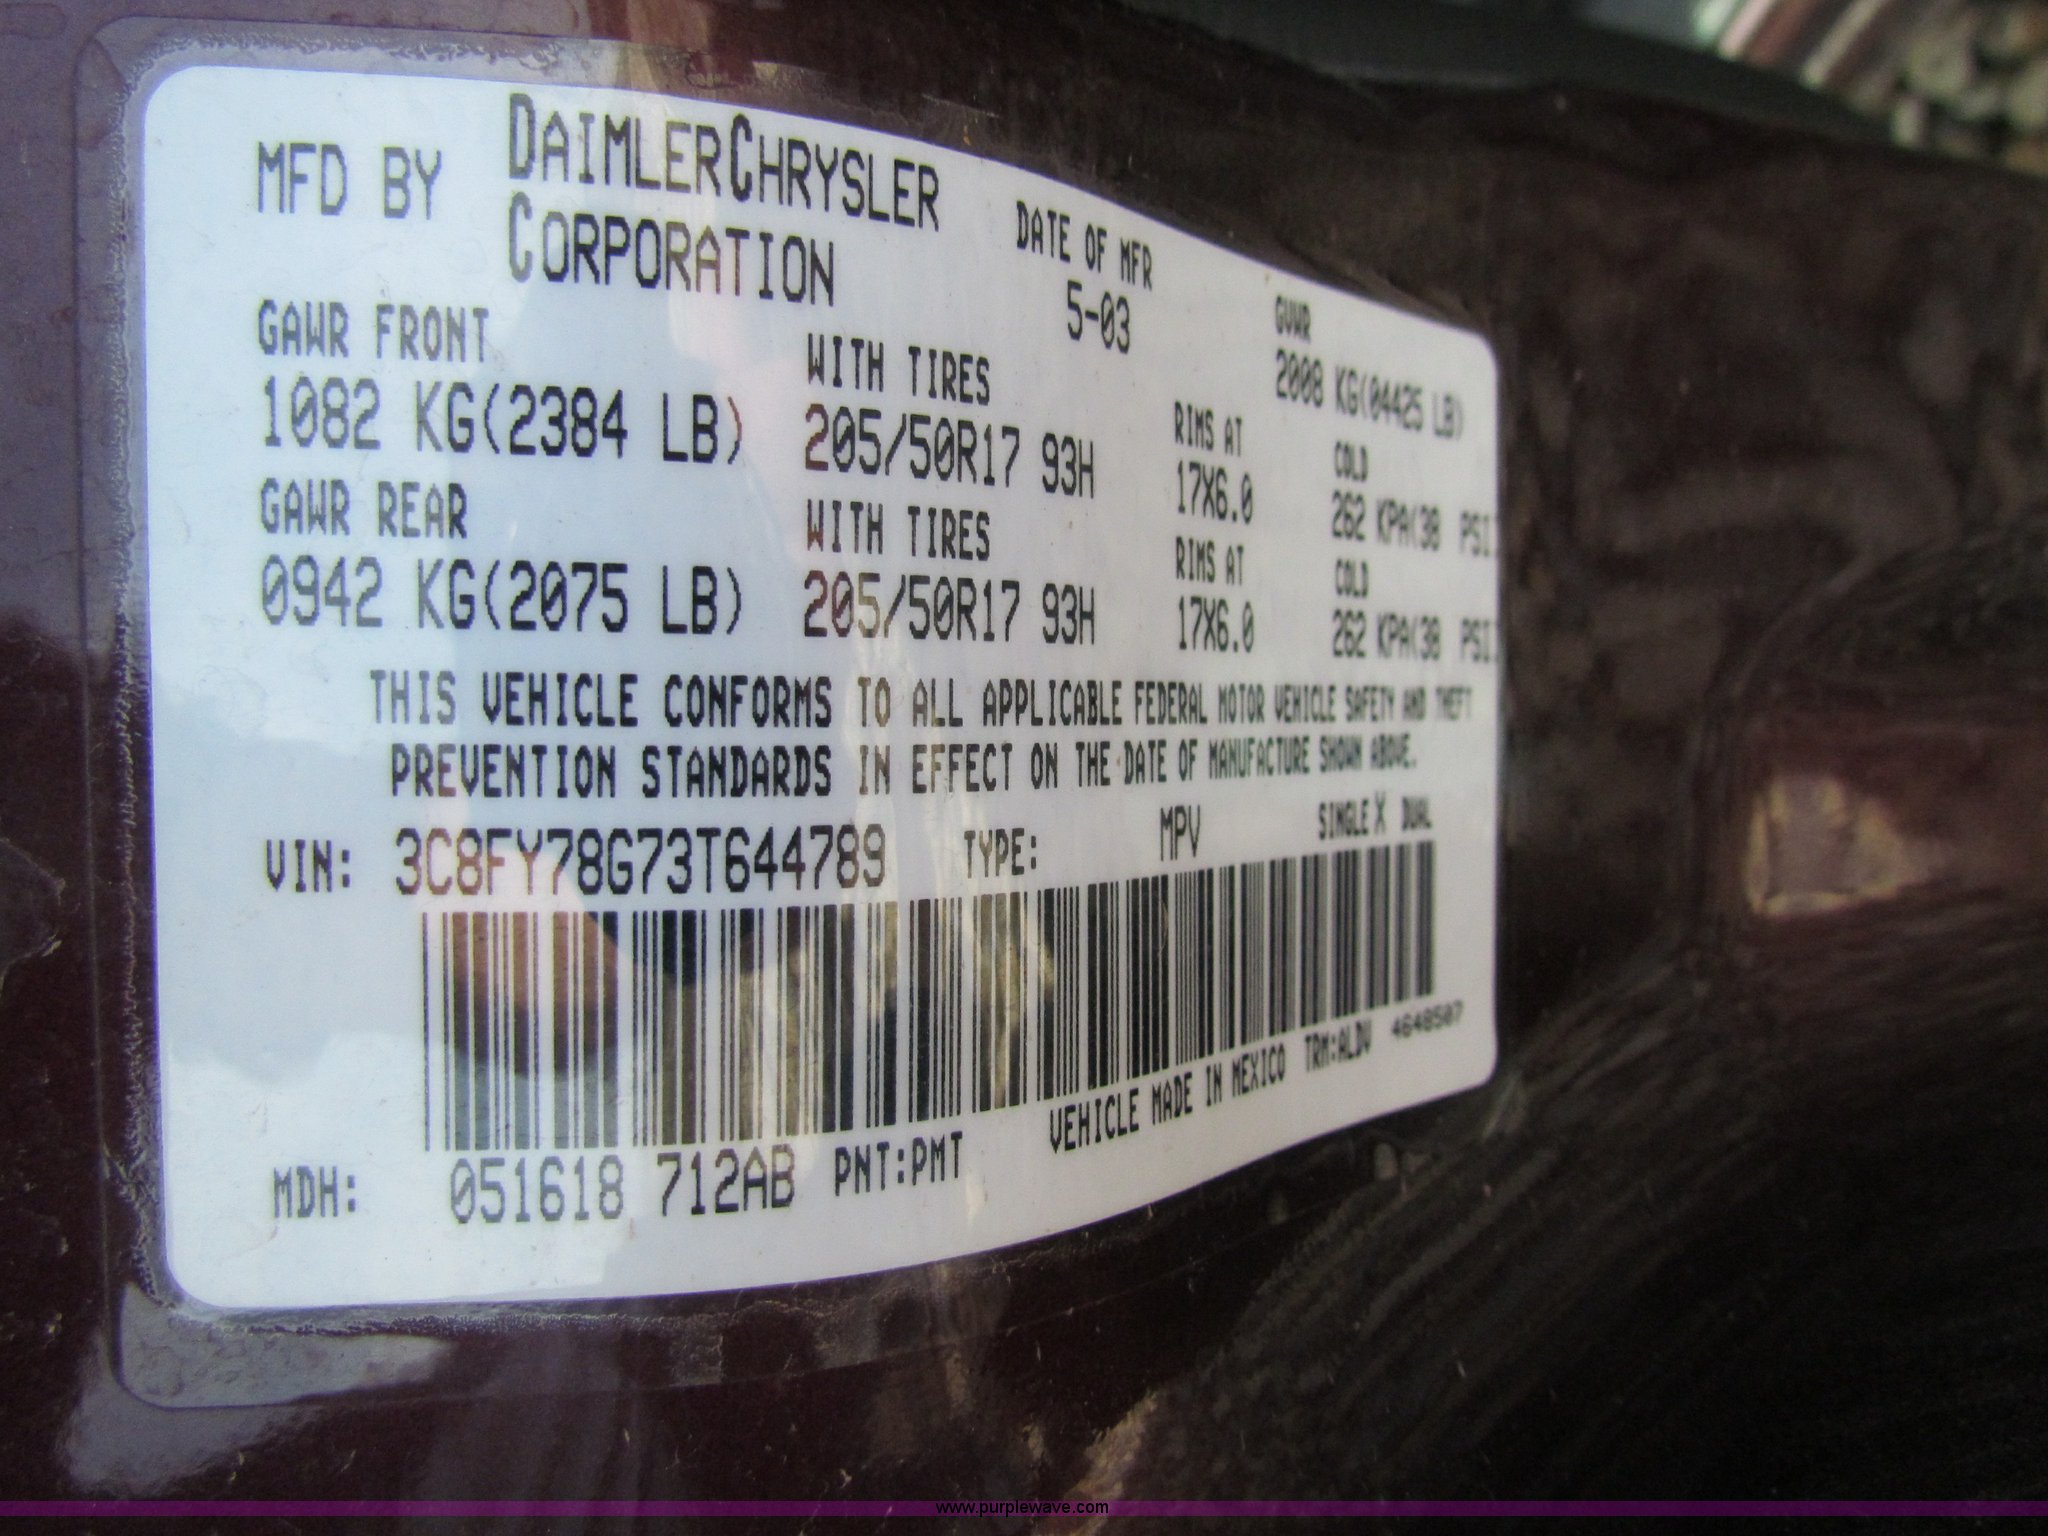 MFD BY DAIMLERCHRYSLER CORPORATION
DATE OF MFR 5-03
GVWR 2008 KG(04425 LB)
GAWR FRONT WITH TIRES RIMS AT COLD
1082 KG(2384 LB) 205/50R17 93H 17X6.0 262 KPA(38 PSI)
GAWR REAR WITH TIRES RIMS AT COLD
0942 KG(2075 LB) 205/50R17 93H 17X6.0 262 KPA(38 PSI)
THIS VEHICLE CONFORMS TO ALL APPLICABLE FEDERAL MOTOR VEHICLE SAFETY AND THEFT
PREVENTION STANDARDS IN EFFECT ON THE DATE OF MANUFACTURE SHOWN ABOVE.
VIN: 3C8FY78G73T644789 TYPE: MPV SINGLE X DUAL
MDH: 051618 712AB PNT:PMT VEHICLE MADE IN MEXICO TRM:ALDV 4648507
www.purplewave.com